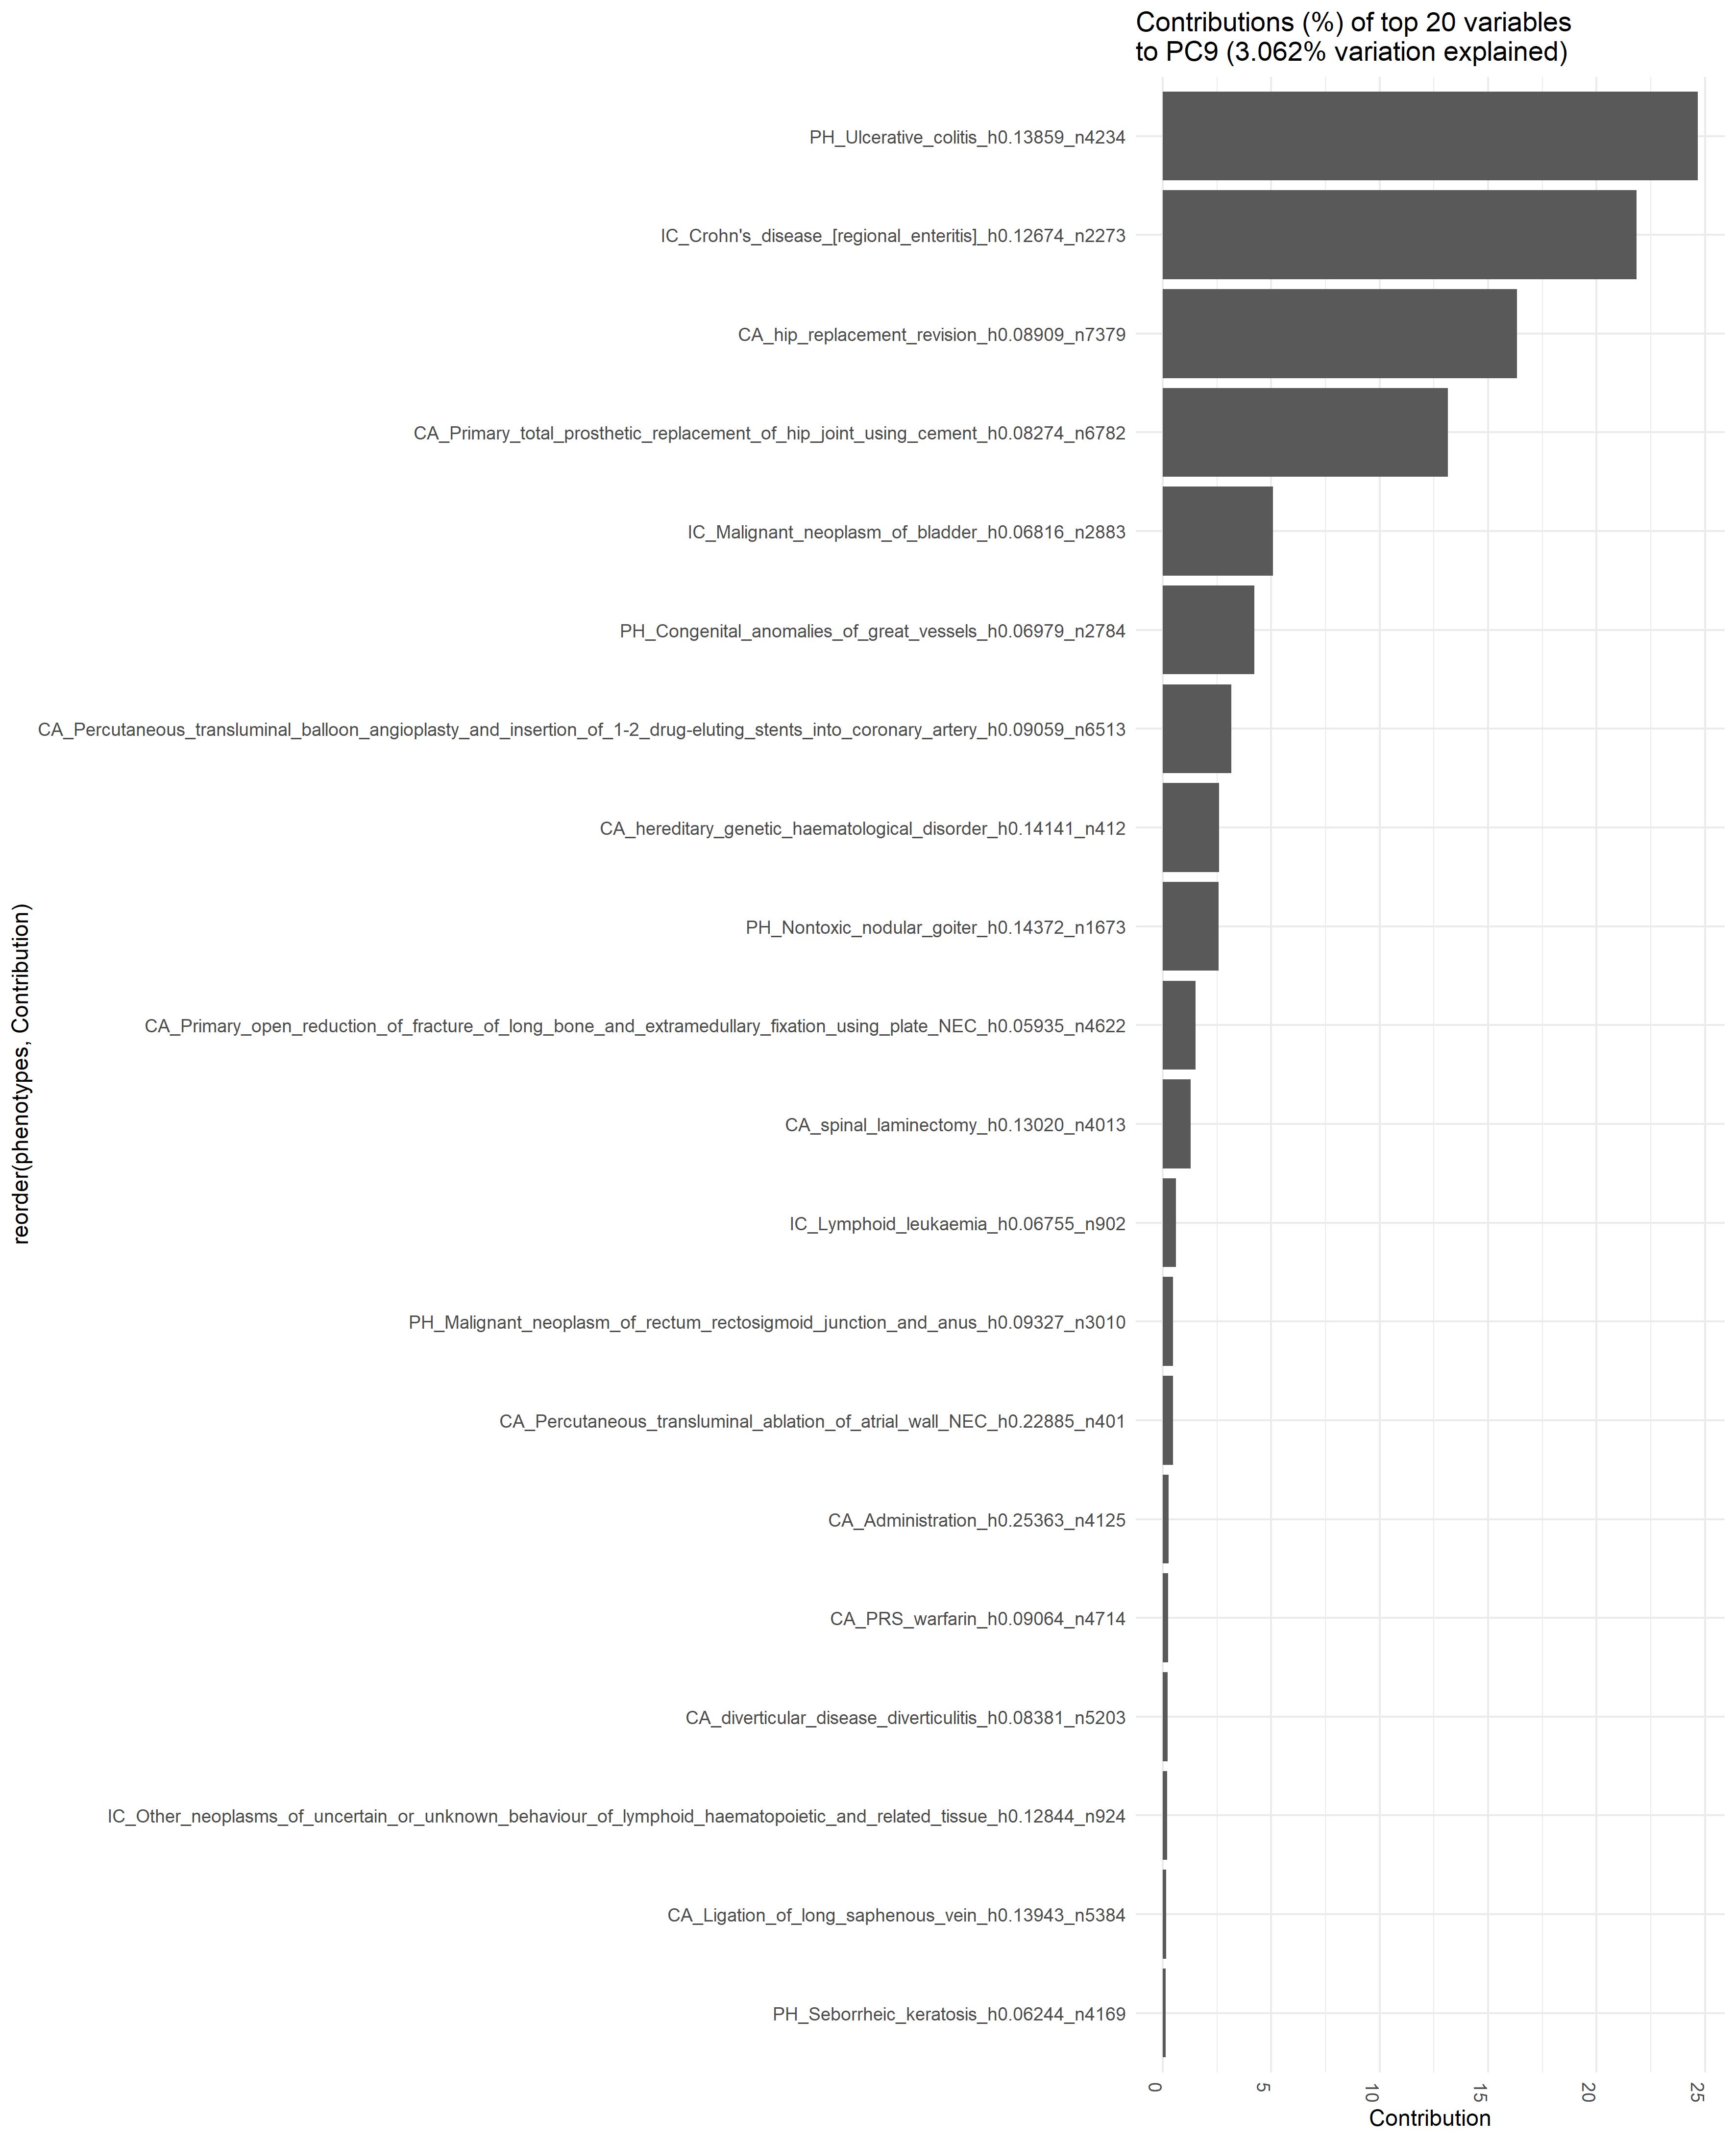 Contributions (%) of top 20 variables
to PC9 (3.062% variation explained)
PH_Ulcerative_colitis_h0.13859_n4234
IC_Crohn's_disease_[regional_enteritis]_h0.12674_n2273
CA_hip_replacement_revision_h0.08909_n7379
CA_Primary_total_prosthetic_replacement_of_hip_joint_using_cement_h0.08274_n6782
IC_Malignant_neoplasm_of_bladder_h0.06816_n2883
PH_Congenital_anomalies_of_great_vessels_h0.06979_n2784
CA_Percutaneous_transluminal_balloon_angioplasty_and_insertion_of_1-2_drug-eluting_stents_into_coronary_artery_h0.09059_n6513
CA_hereditary_genetic_haematological_disorder_h0.14141_n412
PH_Nontoxic_nodular_goiter_h0.14372_n1673
CA_Primary_open_reduction_of_fracture_of_long_bone_and_extramedullary_fixation_using_plate_NEC_h0.05935_n4622
CA_spinal_laminectomy_h0.13020_n4013
IC_Lymphoid_leukaemia_h0.06755_n902
PH_Malignant_neoplasm_of_rectum_rectosigmoid_junction_and_anus_h0.09327_n3010
CA_Percutaneous_transluminal_ablation_of_atrial_wall_NEC_h0.22885_n401
CA_Administration_h0.25363_n4125
CA_PRS_warfarin_h0.09064_n4714
CA_diverticular_disease_diverticulitis_h0.08381_n5203
IC_Other_neoplasms_of_uncertain_or_unknown_behaviour_of_lymphoid_haematopoietic_and_related_tissue_h0.12844_n924
CA_Ligation_of_long_saphenous_vein_h0.13943_n5384
PH_Seborrheic_keratosis_h0.06244_n4169
reorder(phenotypes, Contribution)
0
5
10
15
20
25
Contribution